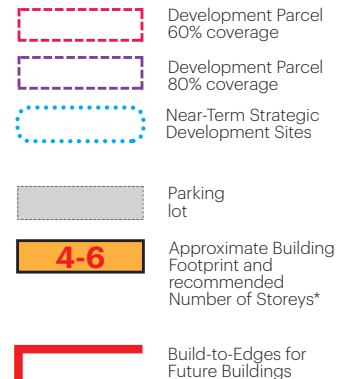 Development Parcel
60% coverage
Development Parcel
80% coverage
Near-Term Strategic
Development Sites
Parking
lot
4-6
Approximate Building
Footprint and
recommended
Number of Storeys*
Build-to-Edges for
Future Buildings